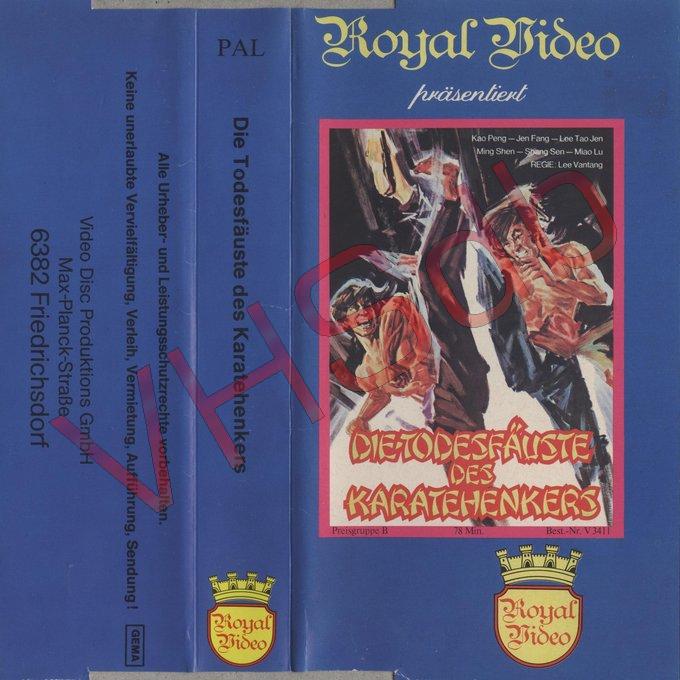 Keine unerlaubte Vervielfältigung, Verleih, Vermietung, Aufführung, Sendung!
Alle Urheber- und Leistungsschutzrechte vorbehalten.
Video Disc Produktions GmbH
Max-Planck-Straße
6382 Friedrichsdorf
GEMA
PAL
Die Todesfäuste des Karatehenkers
Royal
Video
Royal Video
präsentiert
Kao Peng — Jen Fang — Lee Tao Jen
Ming Shen — Shang Sen — Miao Lu
REGIE: Lee Vantang
DIE TODESFÄUSTE
DES
KARATEHENKERS
Preisgruppe B 78 Min. Best.-Nr. V 3411
Royal
Video
VHSdb